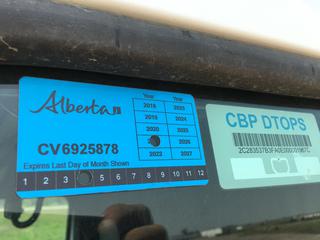 Alberta
Year Year
2018 2023
2019 2024
2020 2025
2026
2022 2027
CV6925878
Expires Last Day of Month Shown
1 2 3 4 6 7 8 9 10 11 12
CBP DTOPS